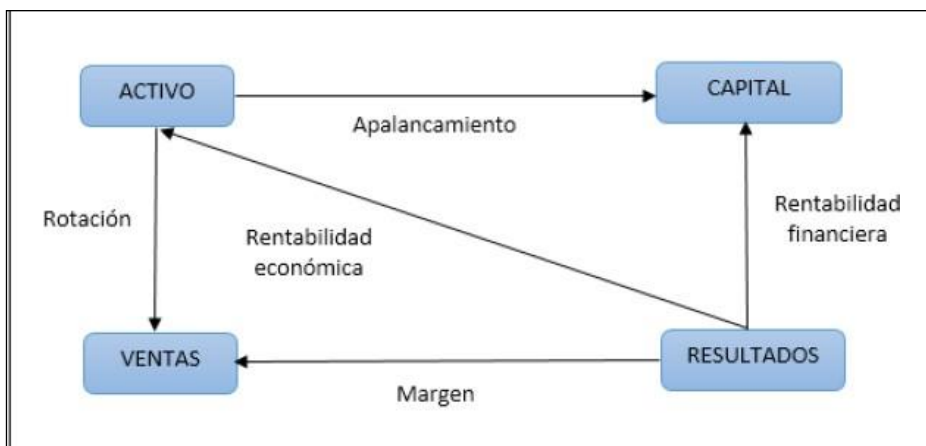 ACTIVO
CAPITAL
Apalancamiento
Rotación
Rentabilidad
económica
Rentabilidad
financiera
VENTAS
RESULTADOS
Margen